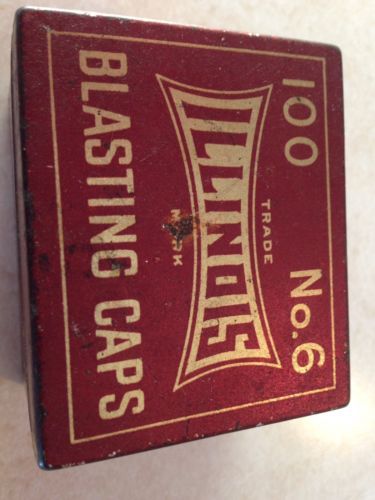 100 No.6
TRADE
ILLINOIS
MARK
BLASTING CAPS